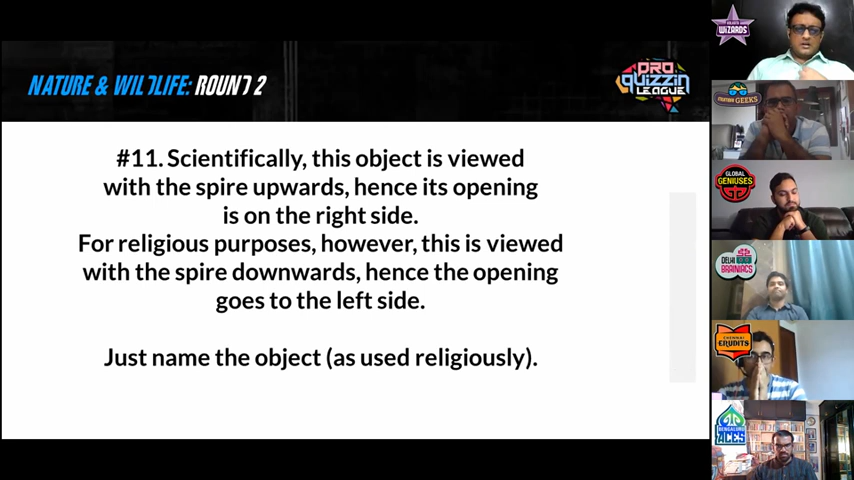 NATURE & WILDLIFE: ROUND 2
PRO
QUIZZIN
LEAGUE
#11. Scientifically, this object is viewed
with the spire upwards, hence its opening
is on the right side.
For religious purposes, however, this is viewed
with the spire downwards, hence the opening
goes to the left side.
Just name the object (as used religiously).
WIZARDS
GEEKS
GLOBAL
GENIUSES
DELHI
BRAINIACS
CHENNAI
ERUDITS
BENGALURU
ACES